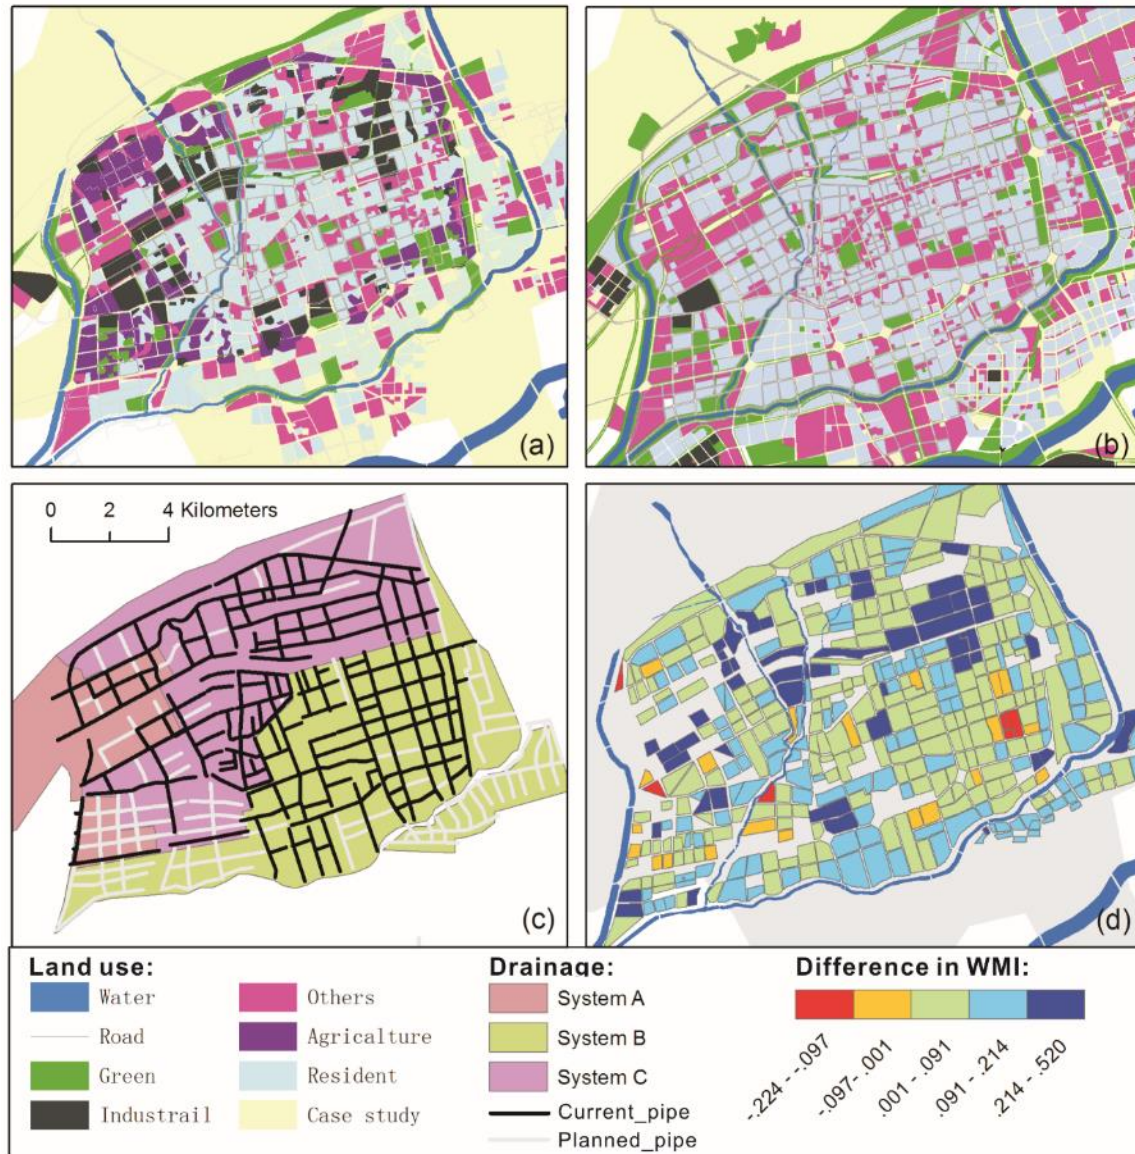 (a)
(b)
0 2 4 Kilometers
(c)
(d)
Land use:
Water
Road
Green
Industrail
Others
Agricalture
Resident
Case study
Drainage:
System A
System B
System C
Current_pipe
Planned_pipe
Difference in WMI:
-.224 - -.097
-.097-.001
.001 - .091
.091 - .214
.214 - .520